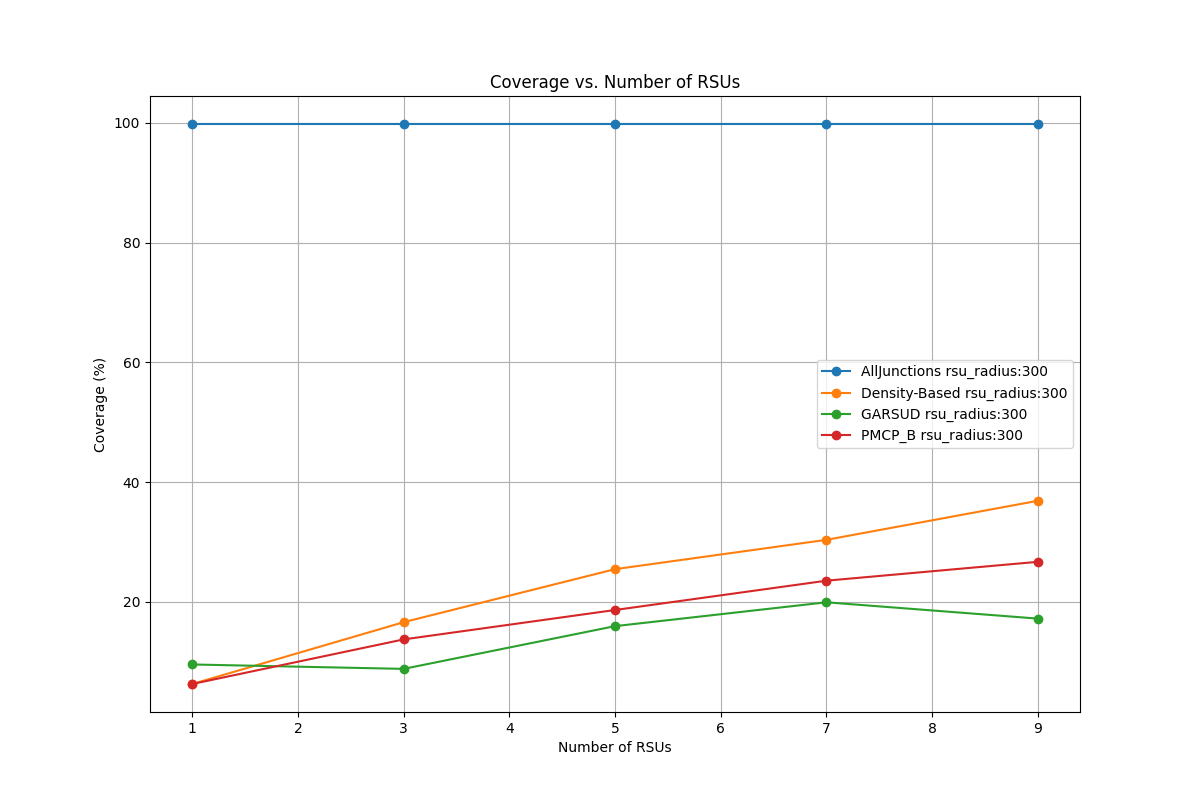 Coverage vs. Number of RSUs
100
80
60
40
20
Coverage (%)
AllJunctions rsu_radius:300
Density-Based rsu_radius:300
GARSUD rsu_radius:300
PMCP_B rsu_radius:300
1 2 3 4 5 6 7 8 9
Number of RSUs